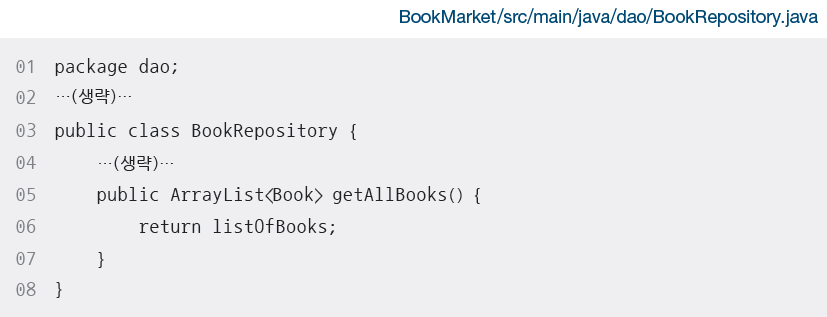 BookMarket/src/main/java/dao/BookRepository.java
01 package dao;
02 …(생략)…
03 public class BookRepository {
04 …(생략)…
05 public ArrayList<Book> getAllBooks() {
06 return listOfBooks;
07 }
08 }